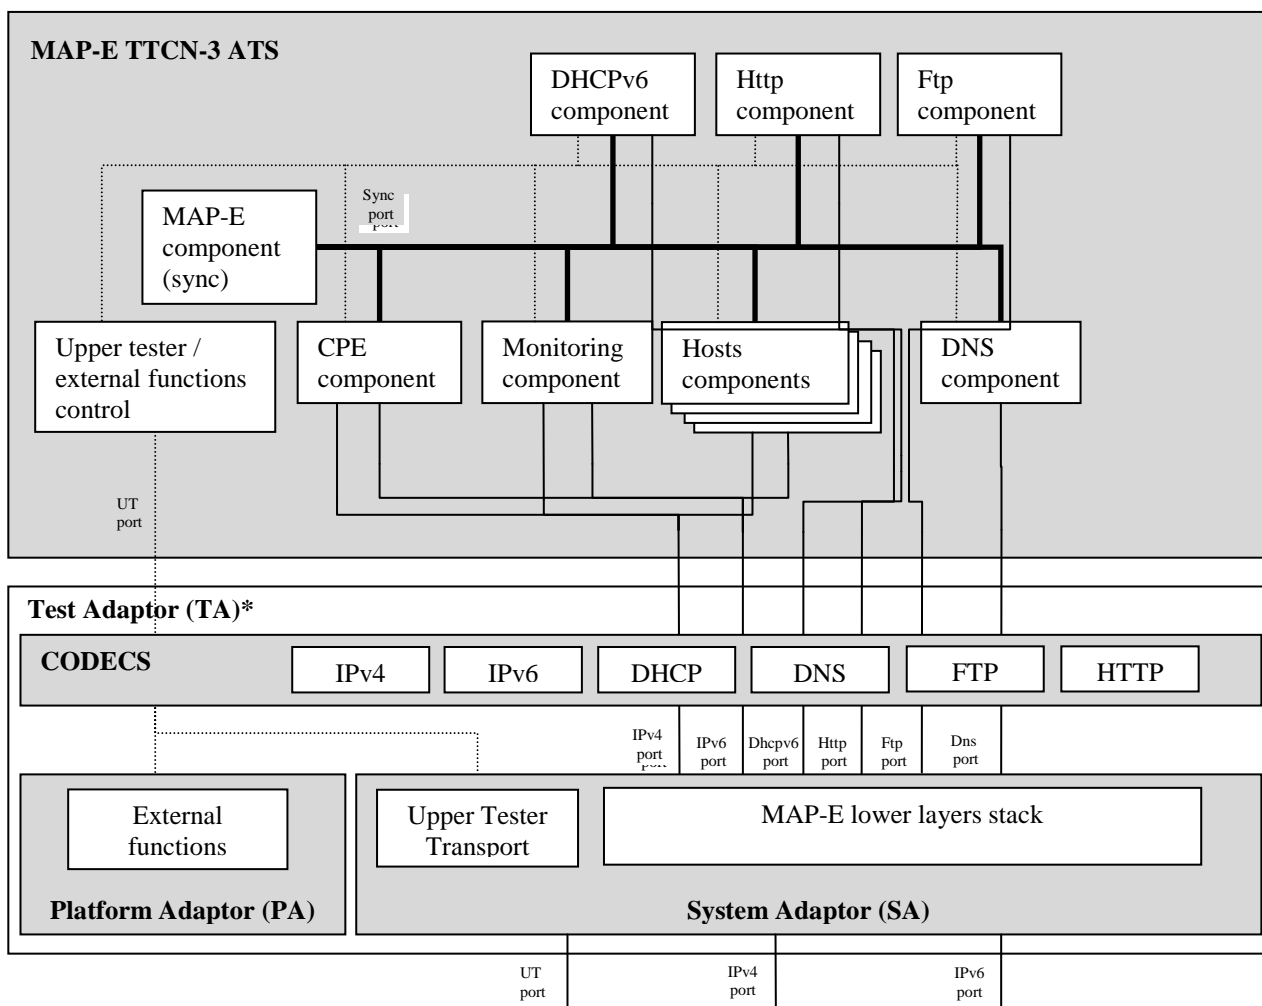 MAP-E TTCN-3 ATS
DHCPv6
component
Http
component
Ftp
component
Sync
port
port
MAP-E
component
(sync)
Upper tester /
external functions
control
CPE
component
Monitoring
component
Hosts
components
DNS
component
UT
port
Test Adaptor (TA)*
CODECS
IPv4
IPv6
DHCP
DNS
FTP
HTTP
IPv4
port
port
IPv6
port
Dhcpv6
port
Http
port
Ftp
port
Dns
port
External
functions
Upper Tester
Transport
MAP-E lower layers stack
Platform Adaptor (PA)
System Adaptor (SA)
UT
port
IPv4
port
IPv6
port